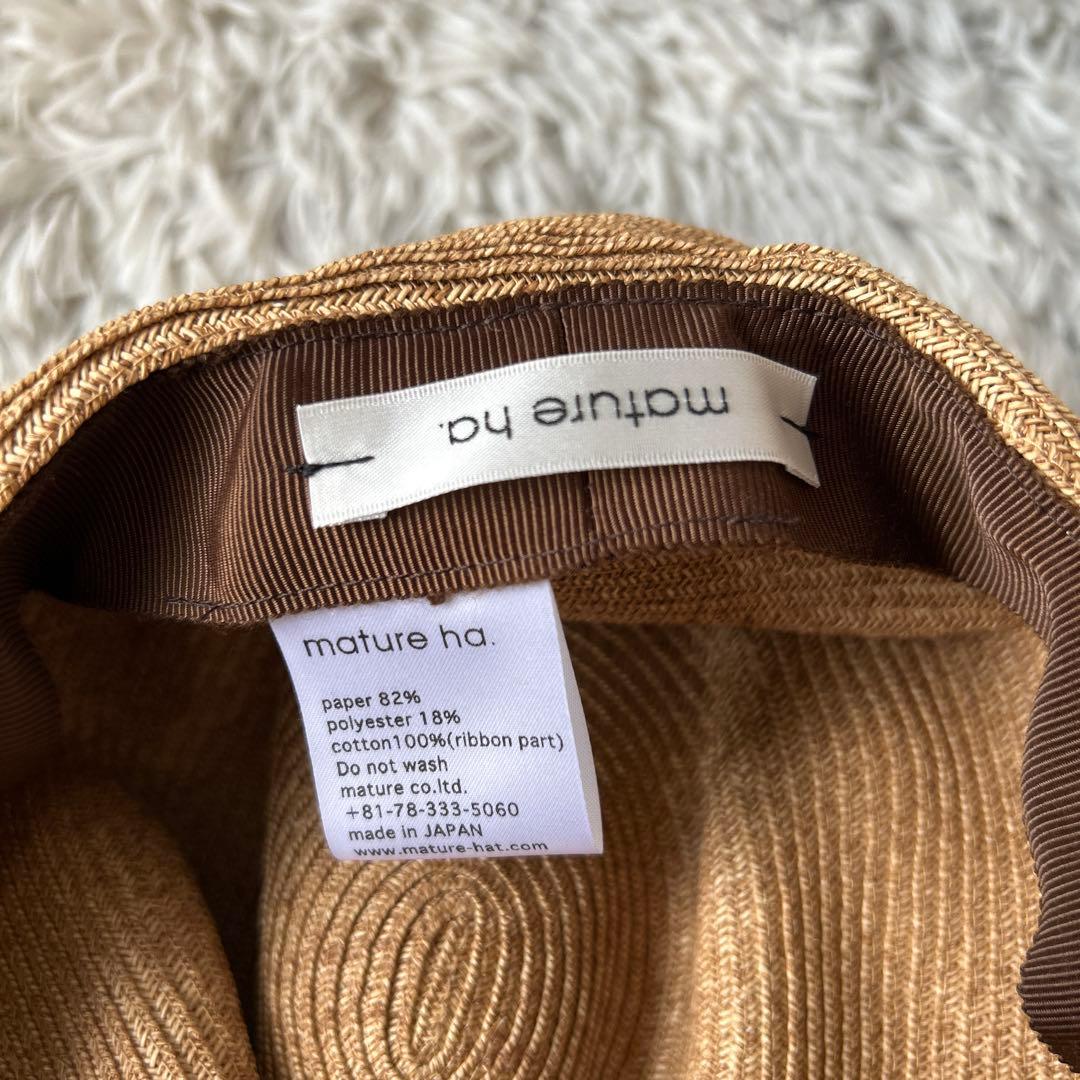 mature ha.
mature ha.
paper 82%
polyester 18%
cotton100%(ribbon part)
Do not wash
mature co.ltd.
+81-78-333-5060
made in JAPAN
www.mature-hat.com